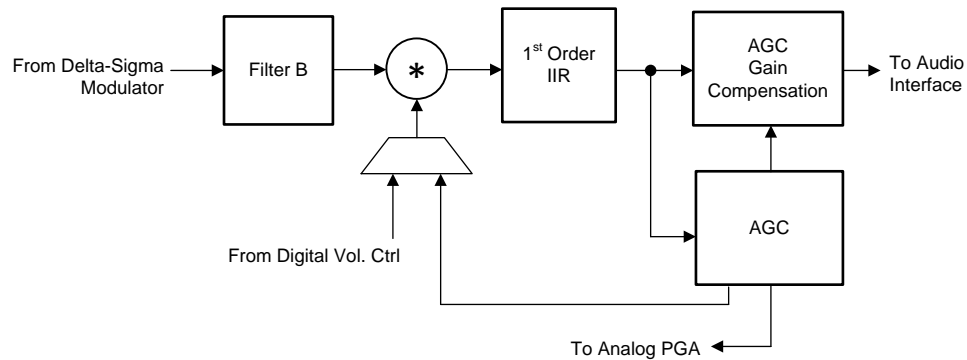 From Delta-Sigma
Modulator
Filter B
*
1st Order
IIR
AGC
Gain
Compensation
To Audio
Interface
From Digital Vol. Ctrl
AGC
To Analog PGA